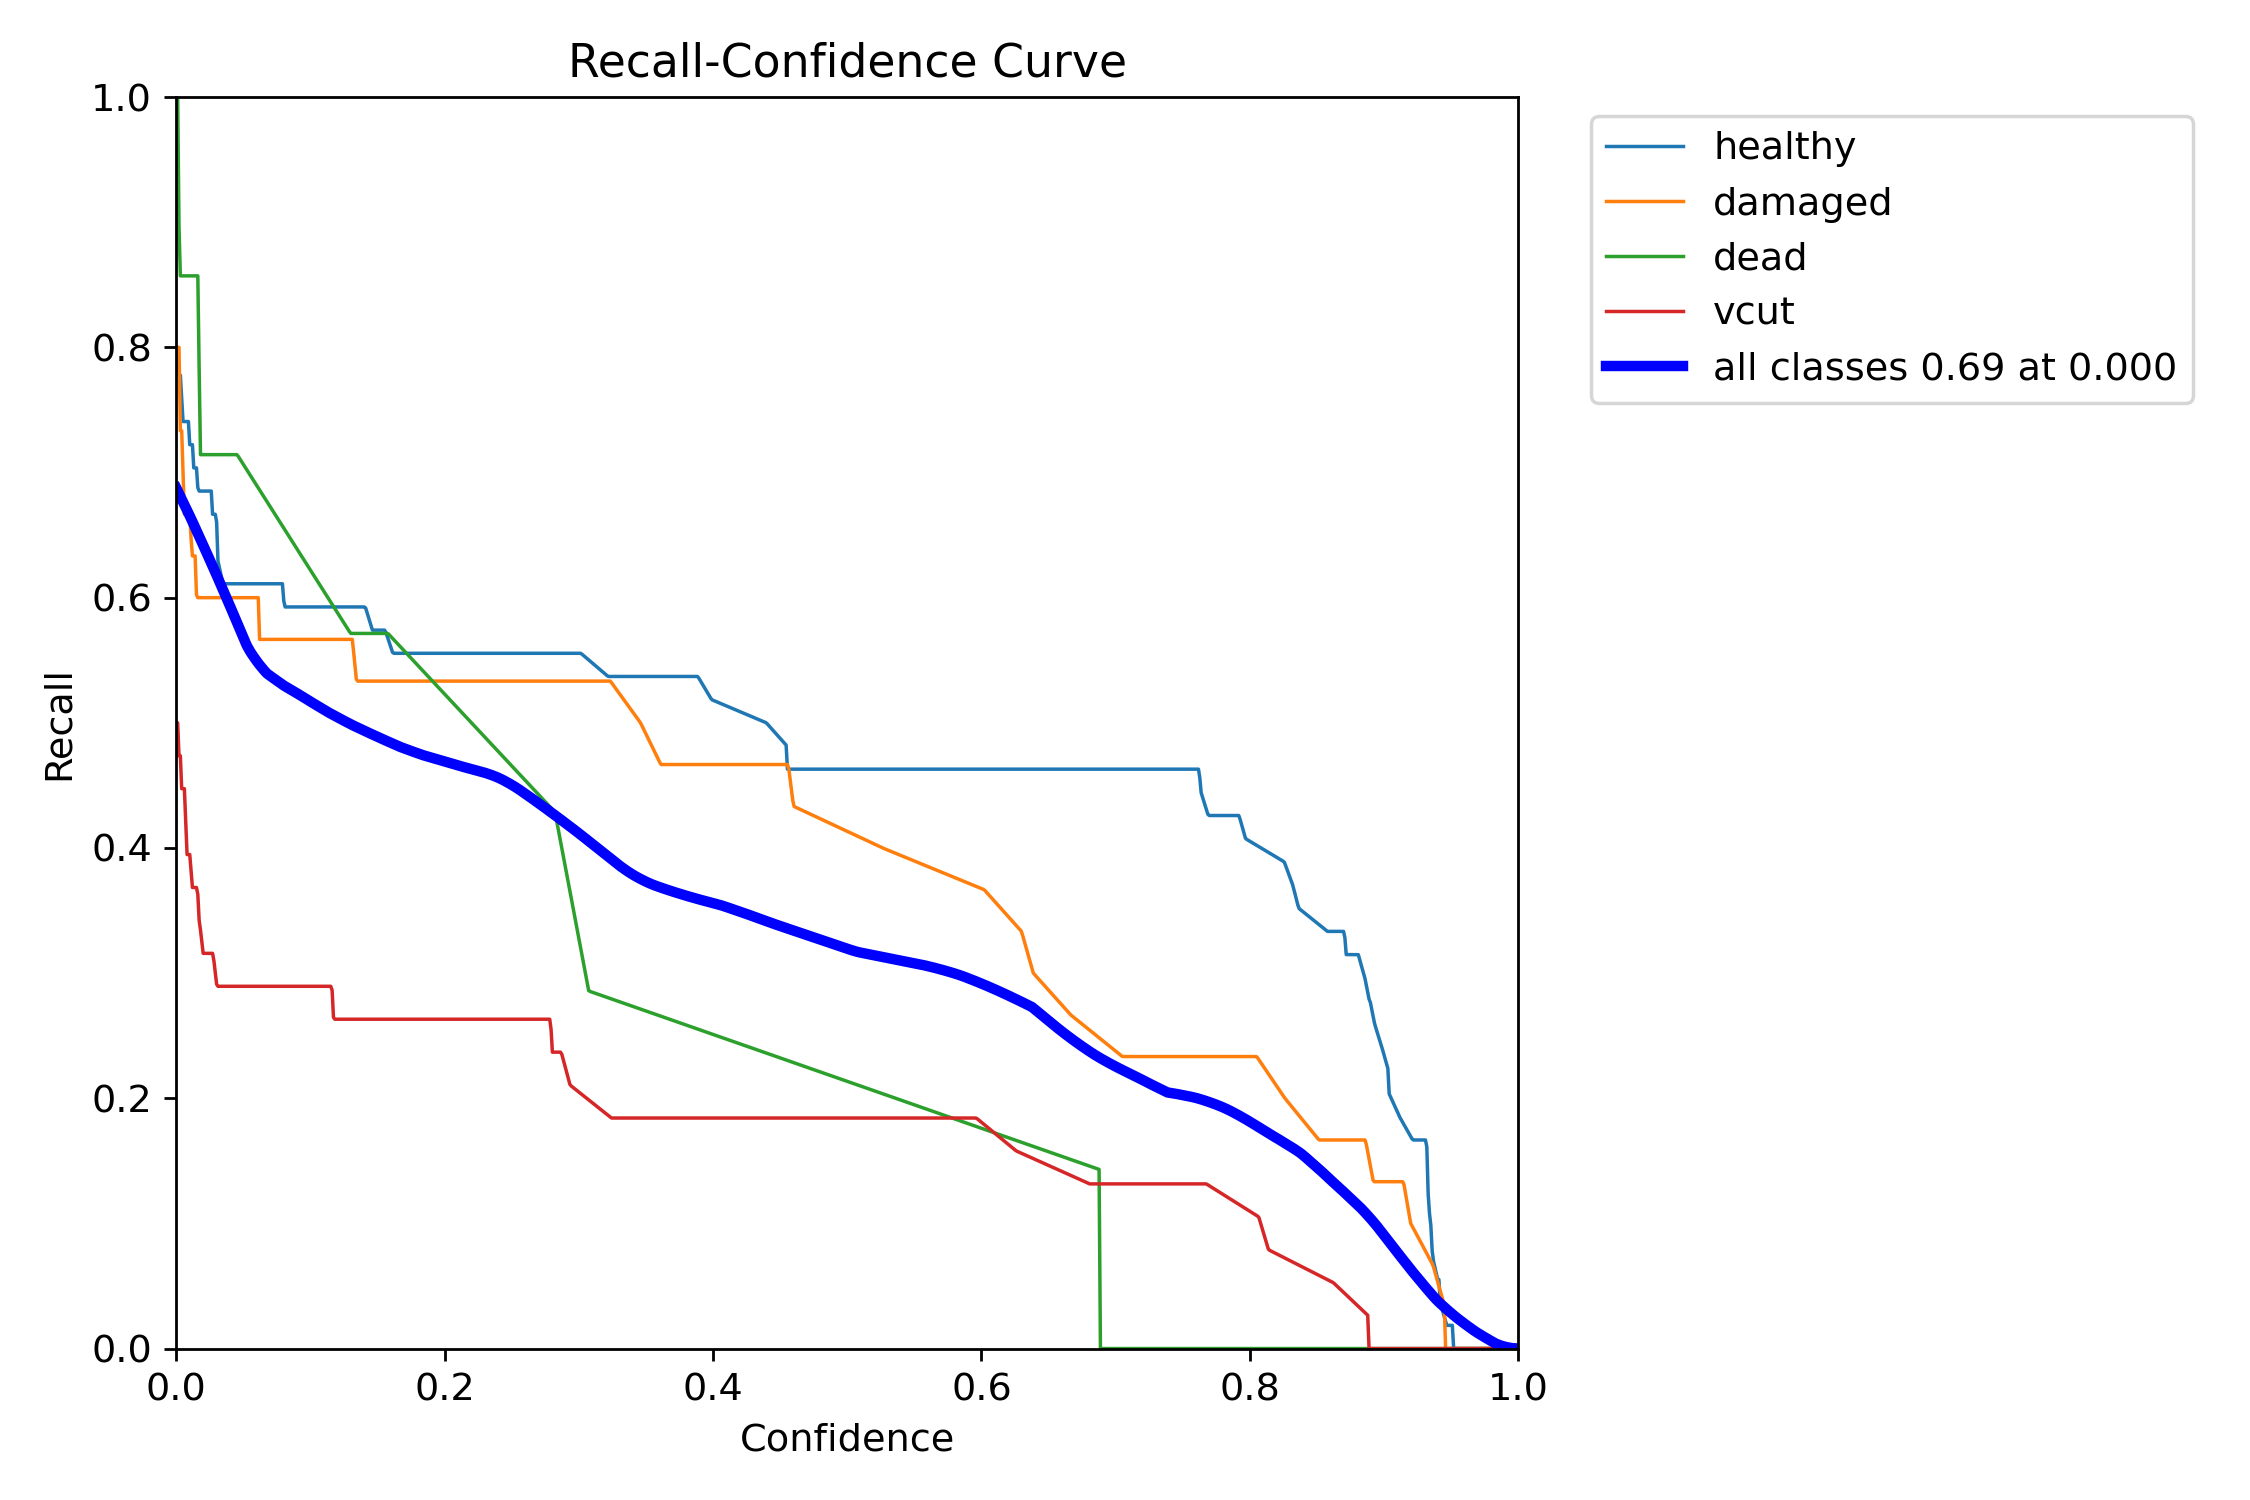 Recall-Confidence Curve
1.0
0.8
0.6
0.4
0.2
0.0
Recall
0.0 0.2 0.4 0.6 0.8 1.0
Confidence
healthy
damaged
dead
vcut
all classes 0.69 at 0.000